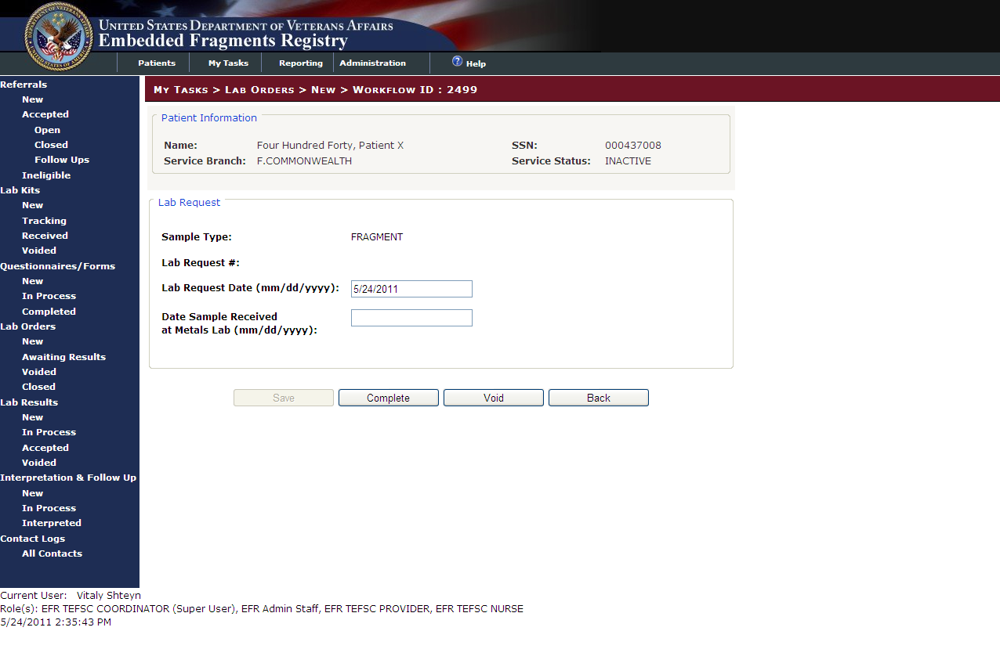 United States Department of Veterans Affairs
Embedded Fragments Registry
Patients My Tasks Reporting Administration ? Help
Referrals
New
Accepted
Open
Closed
Follow Ups
Ineligible
Lab Kits
New
Tracking
Received
Voided
Questionnaires/Forms
New
In Process
Completed
Lab Orders
New
Awaiting Results
Voided
Closed
Lab Results
New
In Process
Accepted
Voided
Interpretation & Follow Up
New
In Process
Interpreted
Contact Logs
All Contacts
My Tasks > Lab Orders > New > Workflow ID : 2499
Patient Information
Name: Four Hundred Forty, Patient X SSN: 000437008
Service Branch: F.COMMONWEALTH Service Status: INACTIVE
Lab Request
Sample Type: FRAGMENT
Lab Request #:
Lab Request Date (mm/dd/yyyy): 5/24/2011
Date Sample Received
at Metals Lab (mm/dd/yyyy):
Save Complete Void Back
Current User: Vitaly Shteyn
Role(s): EFR TEFSC COORDINATOR (Super User), EFR Admin Staff, EFR TEFSC PROVIDER, EFR TEFSC NURSE
5/24/2011 2:35:43 PM